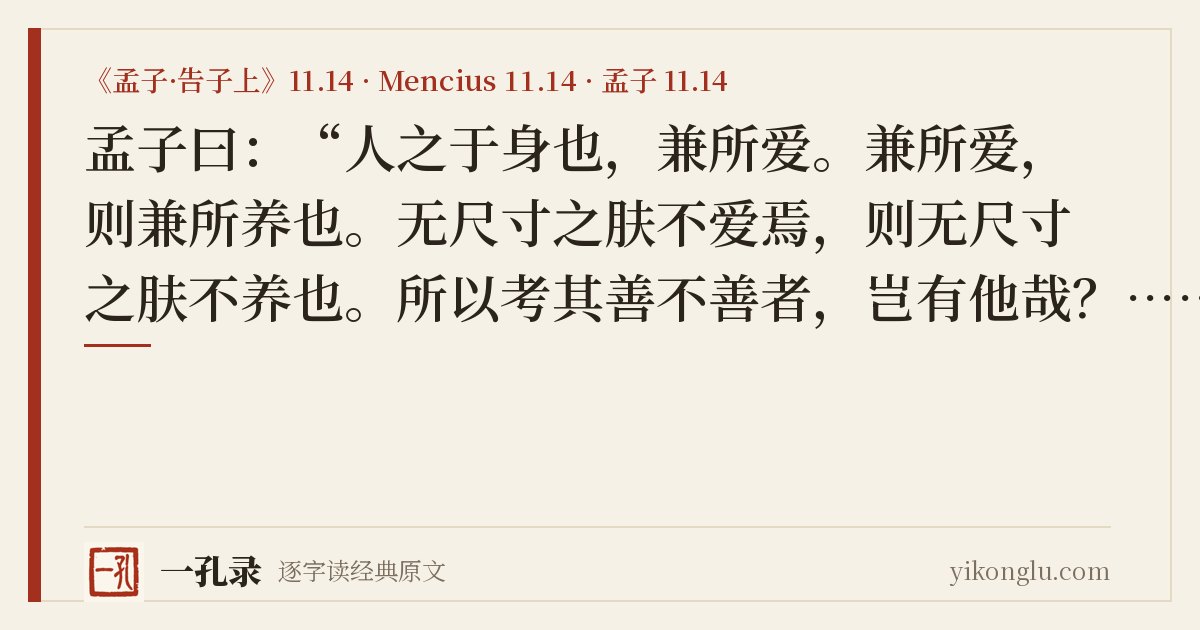 《孟子·告子上》11.14 · Mencius 11.14 · 孟子 11.14
孟子曰：“人之于身也，兼所爱。兼所爱，
则兼所养也。无尺寸之肤不爱焉，则无尺寸
之肤不养也。所以考其善不善者，岂有他哉？……
一孔
一孔录 逐字读经典原文 yikonglu.com